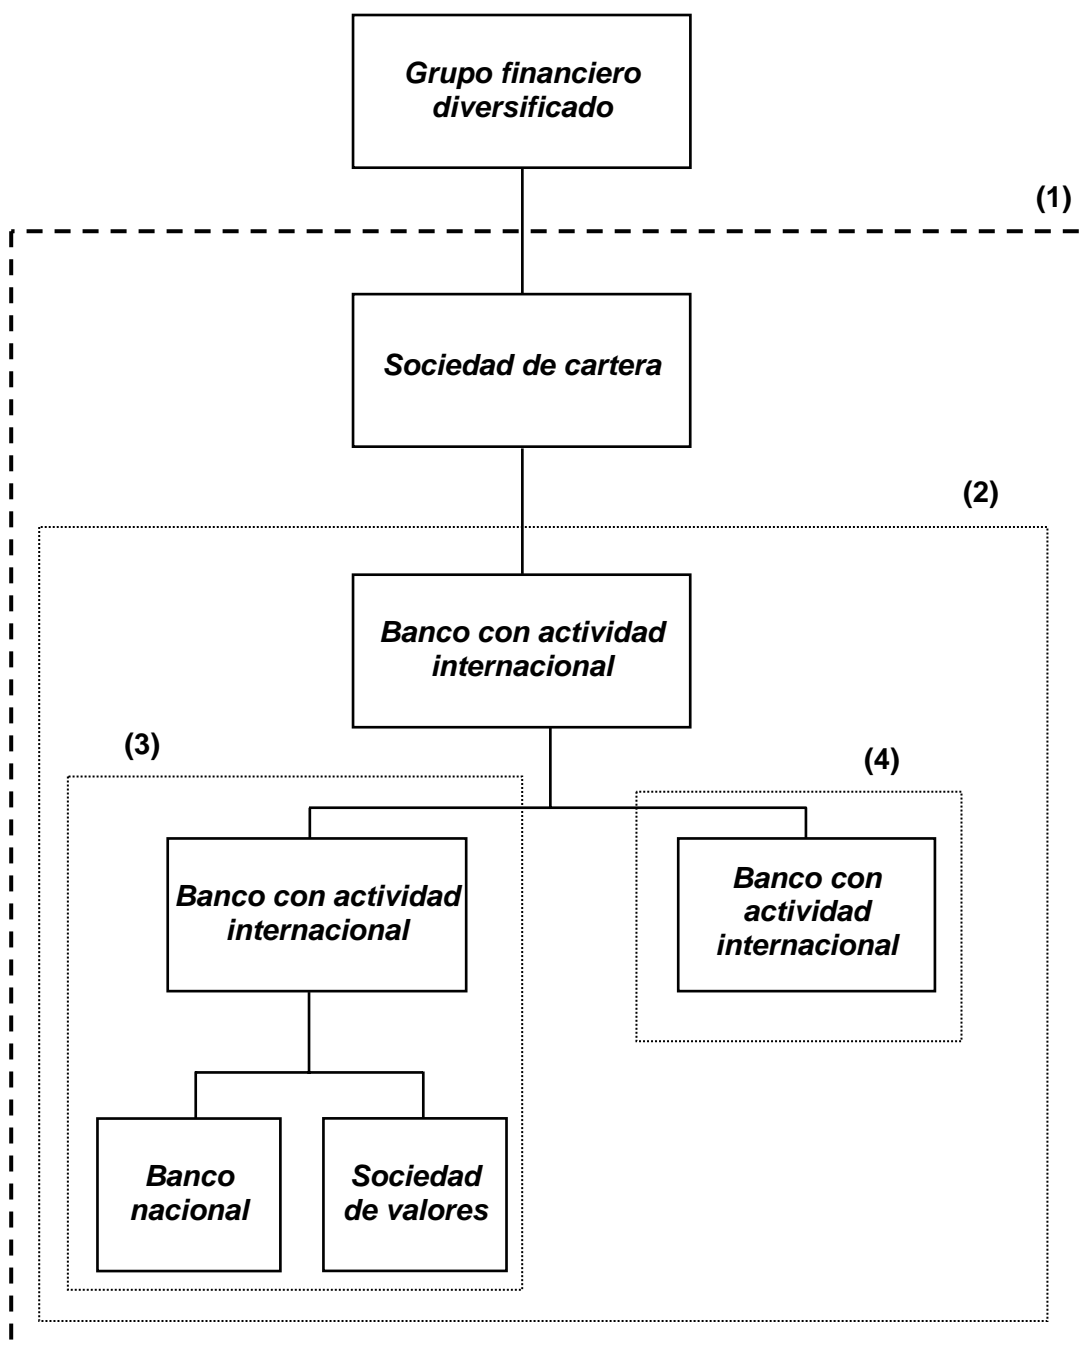 Grupo financiero
diversificado
(1)
Sociedad de cartera
(2)
Banco con actividad
internacional
(3)
(4)
Banco con actividad
internacional
Banco con
actividad
internacional
Banco
nacional
Sociedad
de valores